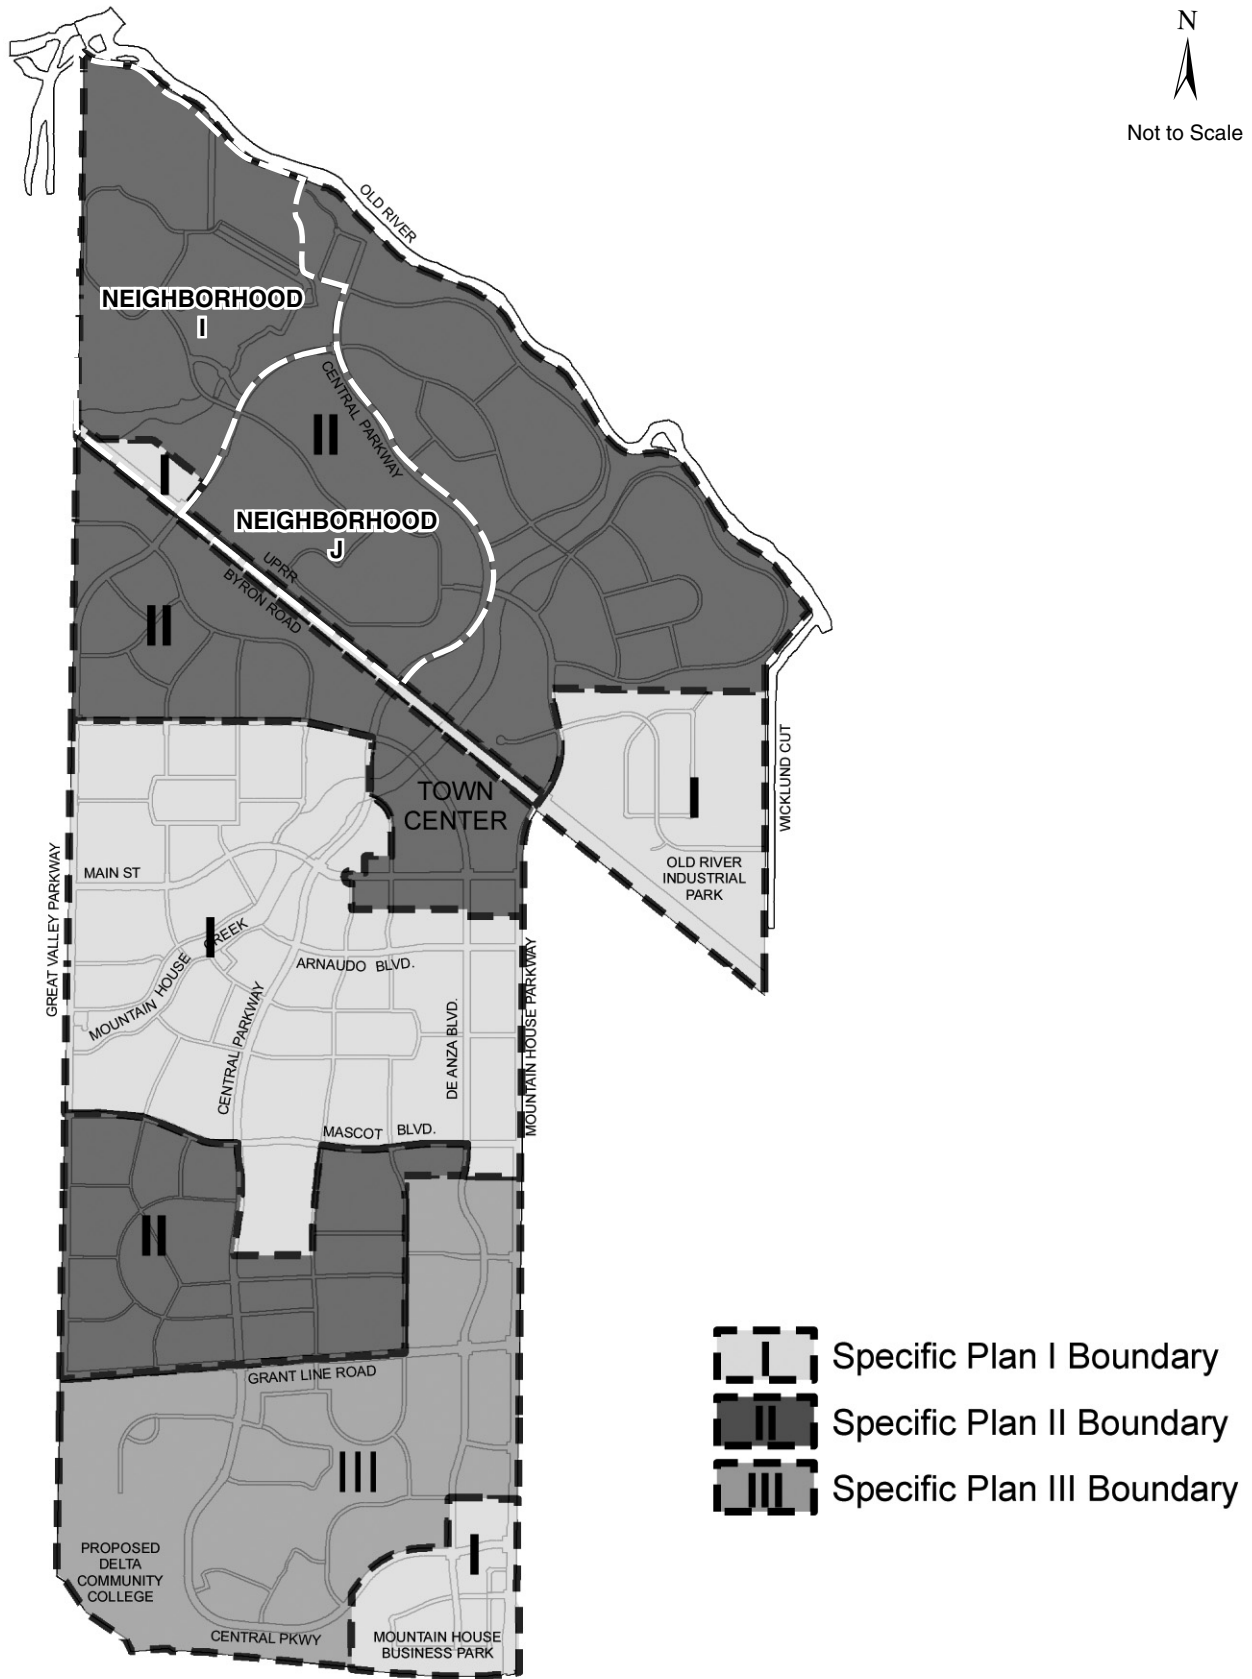 N
Not to Scale
OLD RIVER
NEIGHBORHOOD
I
CENTRAL PARKWAY
II
I
NEIGHBORHOOD
J
UPRR
BYRON ROAD
II
TOWN
CENTER
I
WICKLUND CUT
OLD RIVER
INDUSTRIAL
PARK
MAIN ST
GREAT VALLEY PARKWAY
I
MOUNTAIN HOUSE CREEK
ARNAUDO BLVD.
CENTRAL PARKWAY
DE ANZA BLVD.
MOUNTAIN HOUSE PARKWAY
MASCOT BLVD.
II
GRANT LINE ROAD
III
I
PROPOSED
DELTA
COMMUNITY
COLLEGE
CENTRAL PKWY
MOUNTAIN HOUSE
BUSINESS PARK
I Specific Plan I Boundary
II Specific Plan II Boundary
III Specific Plan III Boundary